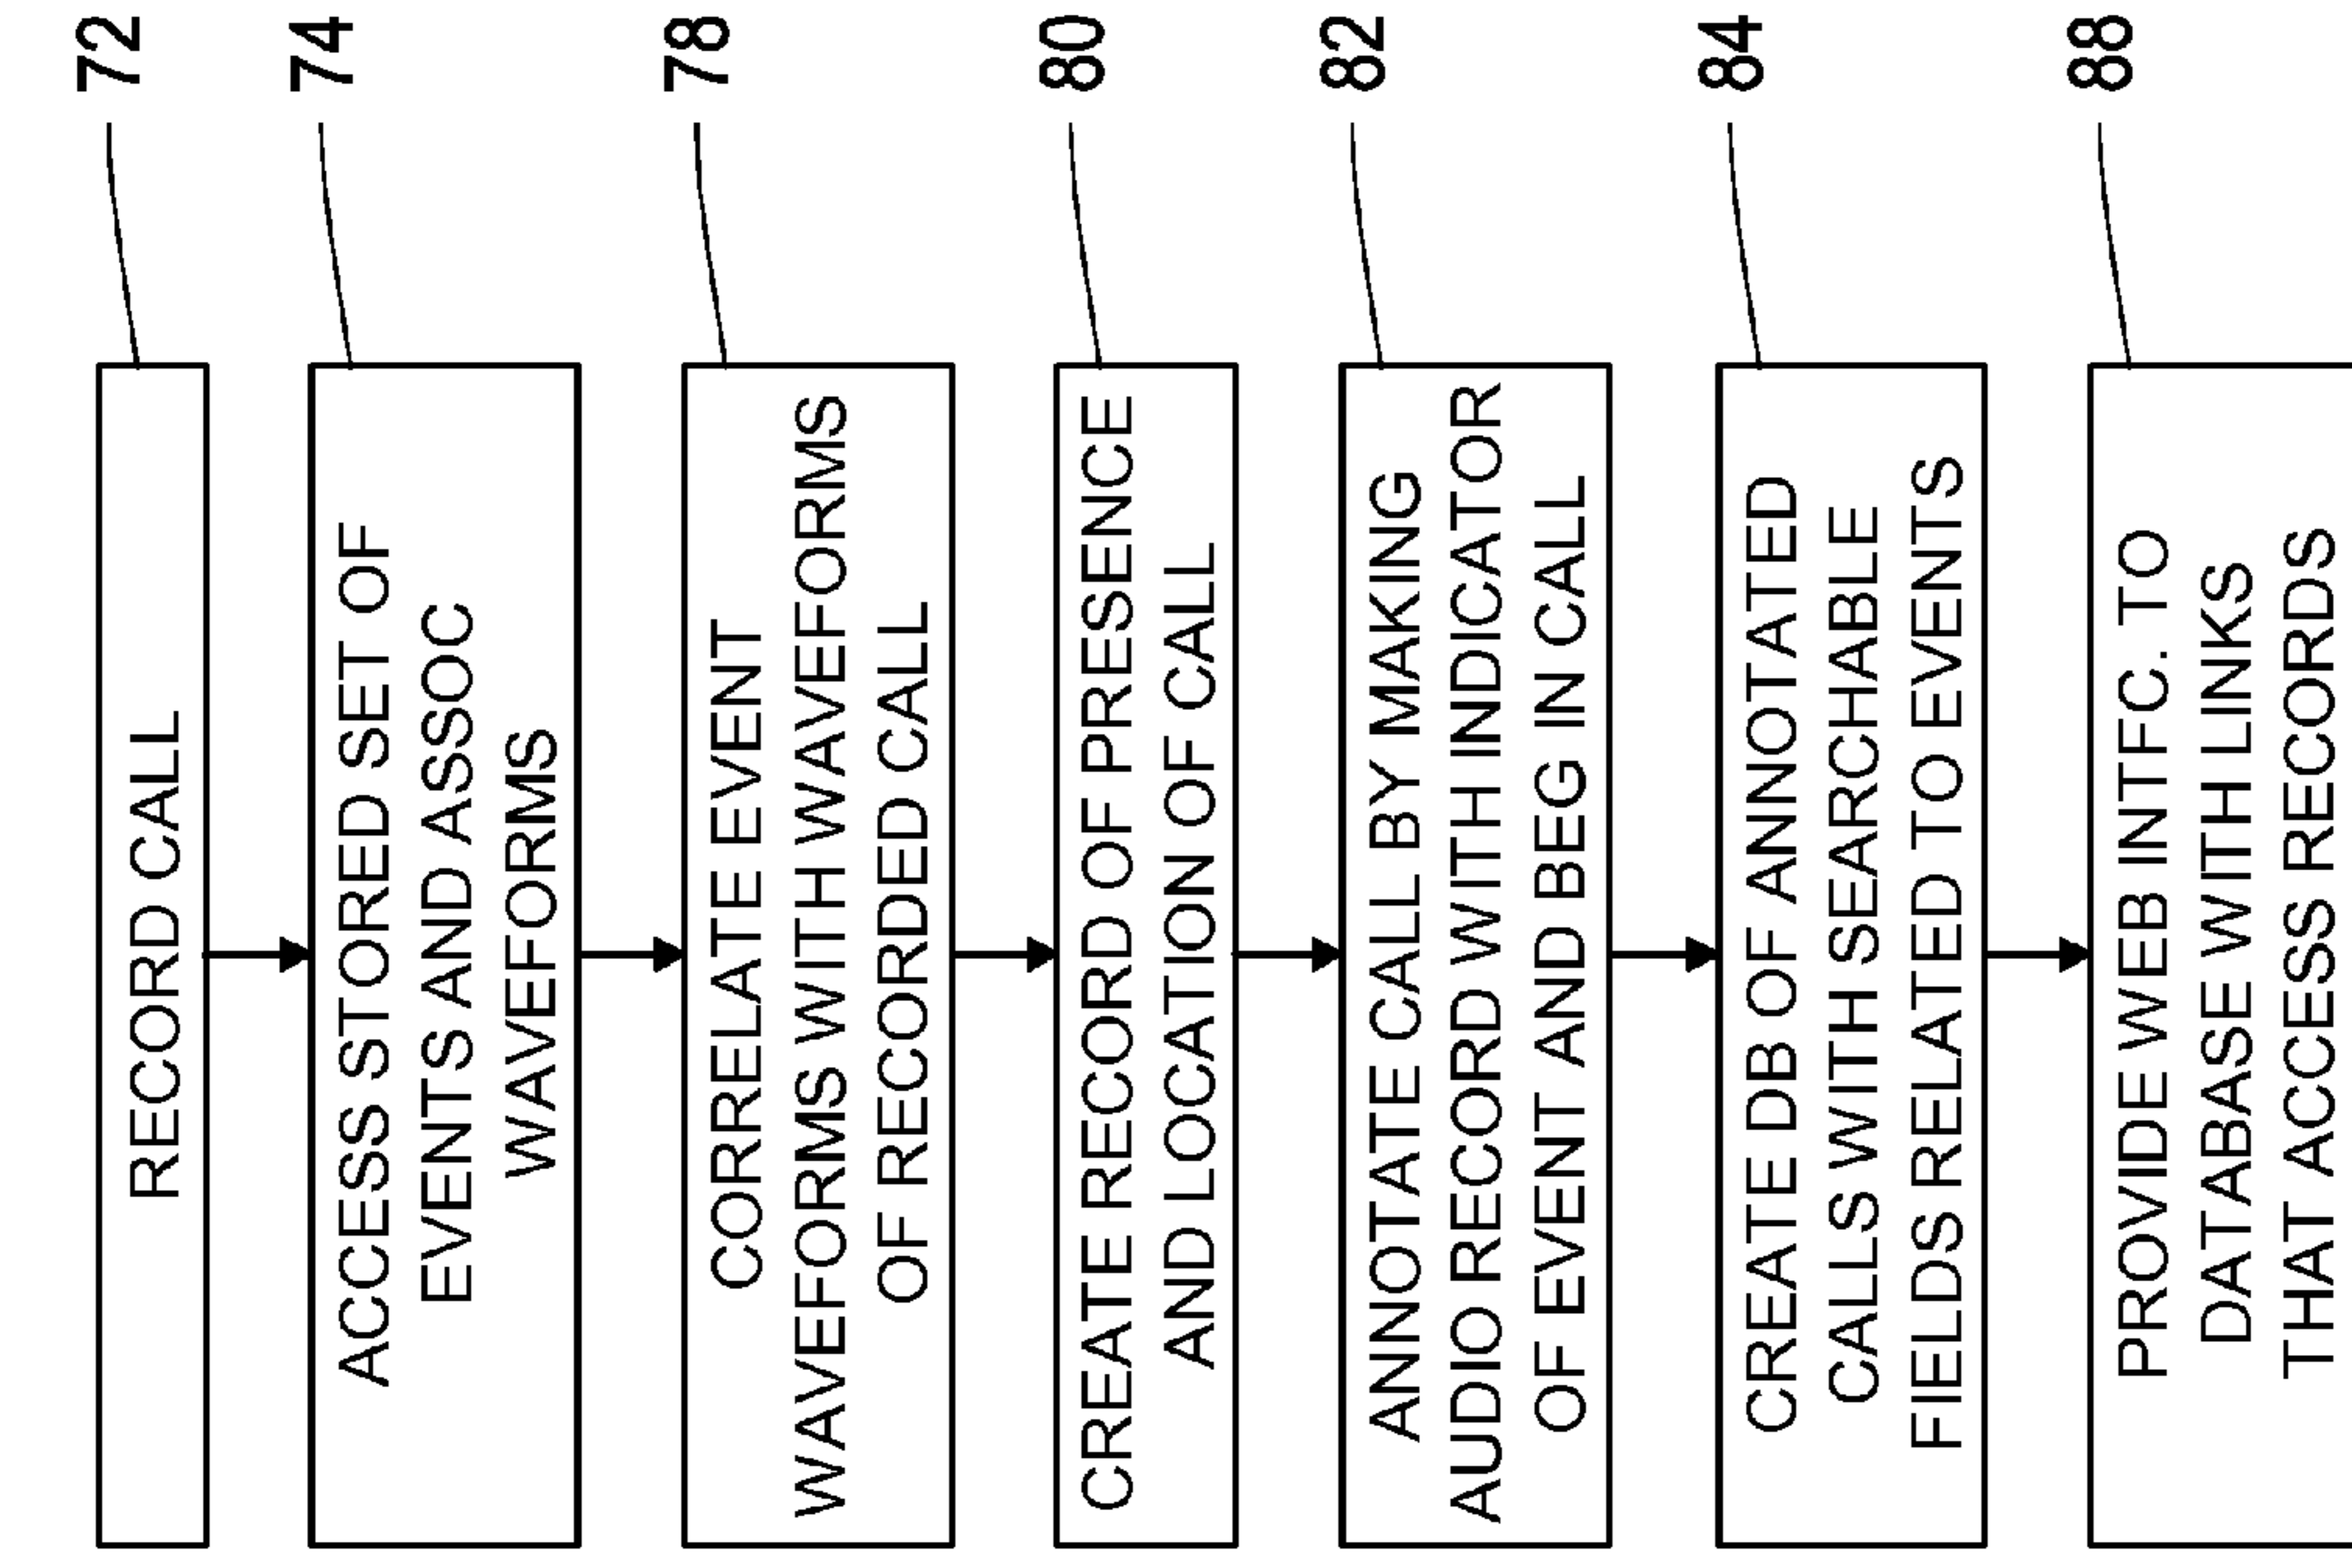 RECORD CALL
72
ACCESS STORED SET OF
EVENTS AND ASSOC
WAVEFORMS
74
CORRELATE EVENT
WAVEFORMS WITH WAVEFORMS
OF RECORDED CALL
78
CREATE RECORD OF PRESENCE
AND LOCATION OF CALL
80
ANNOTATE CALL BY MAKING
AUDIO RECORD WITH INDICATOR
OF EVENT AND BEG IN CALL
82
CREATE DB OF ANNOTATED
CALLS WITH SEARCHABLE
FIELDS RELATED TO EVENTS
84
PROVIDE WEB INTFC. TO
DATABASE WITH LINKS
THAT ACCESS RECORDS
88